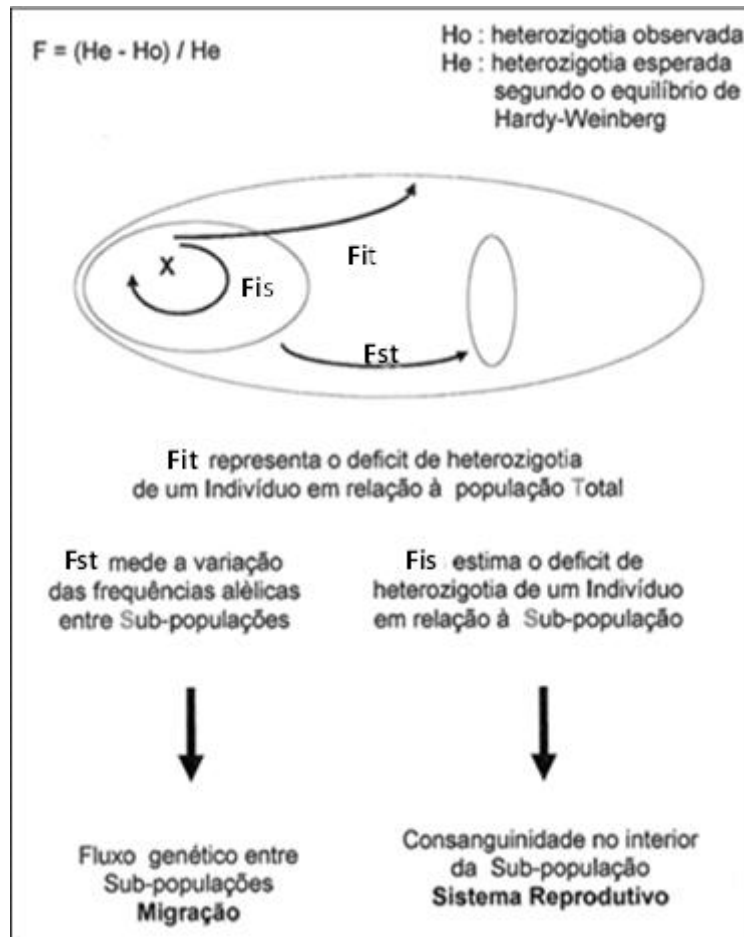 F = (He - Ho) / He
Ho : heterozigotia observada
He : heterozigotia esperada
segundo o equilíbrio de
Hardy-Weinberg
X
Fit
Fis
Fst
Fit representa o deficit de heterozigotia
de um Indivíduo em relação à população Total
Fst mede a variação
das frequências alèlicas
entre Sub-populações
Fis estima o deficit de
heterozigotia de um Indivíduo
em relação à Sub-população
Fluxo genético entre
Sub-populações
Migração
Consanguinidade no interior
da Sub-população
Sistema Reprodutivo